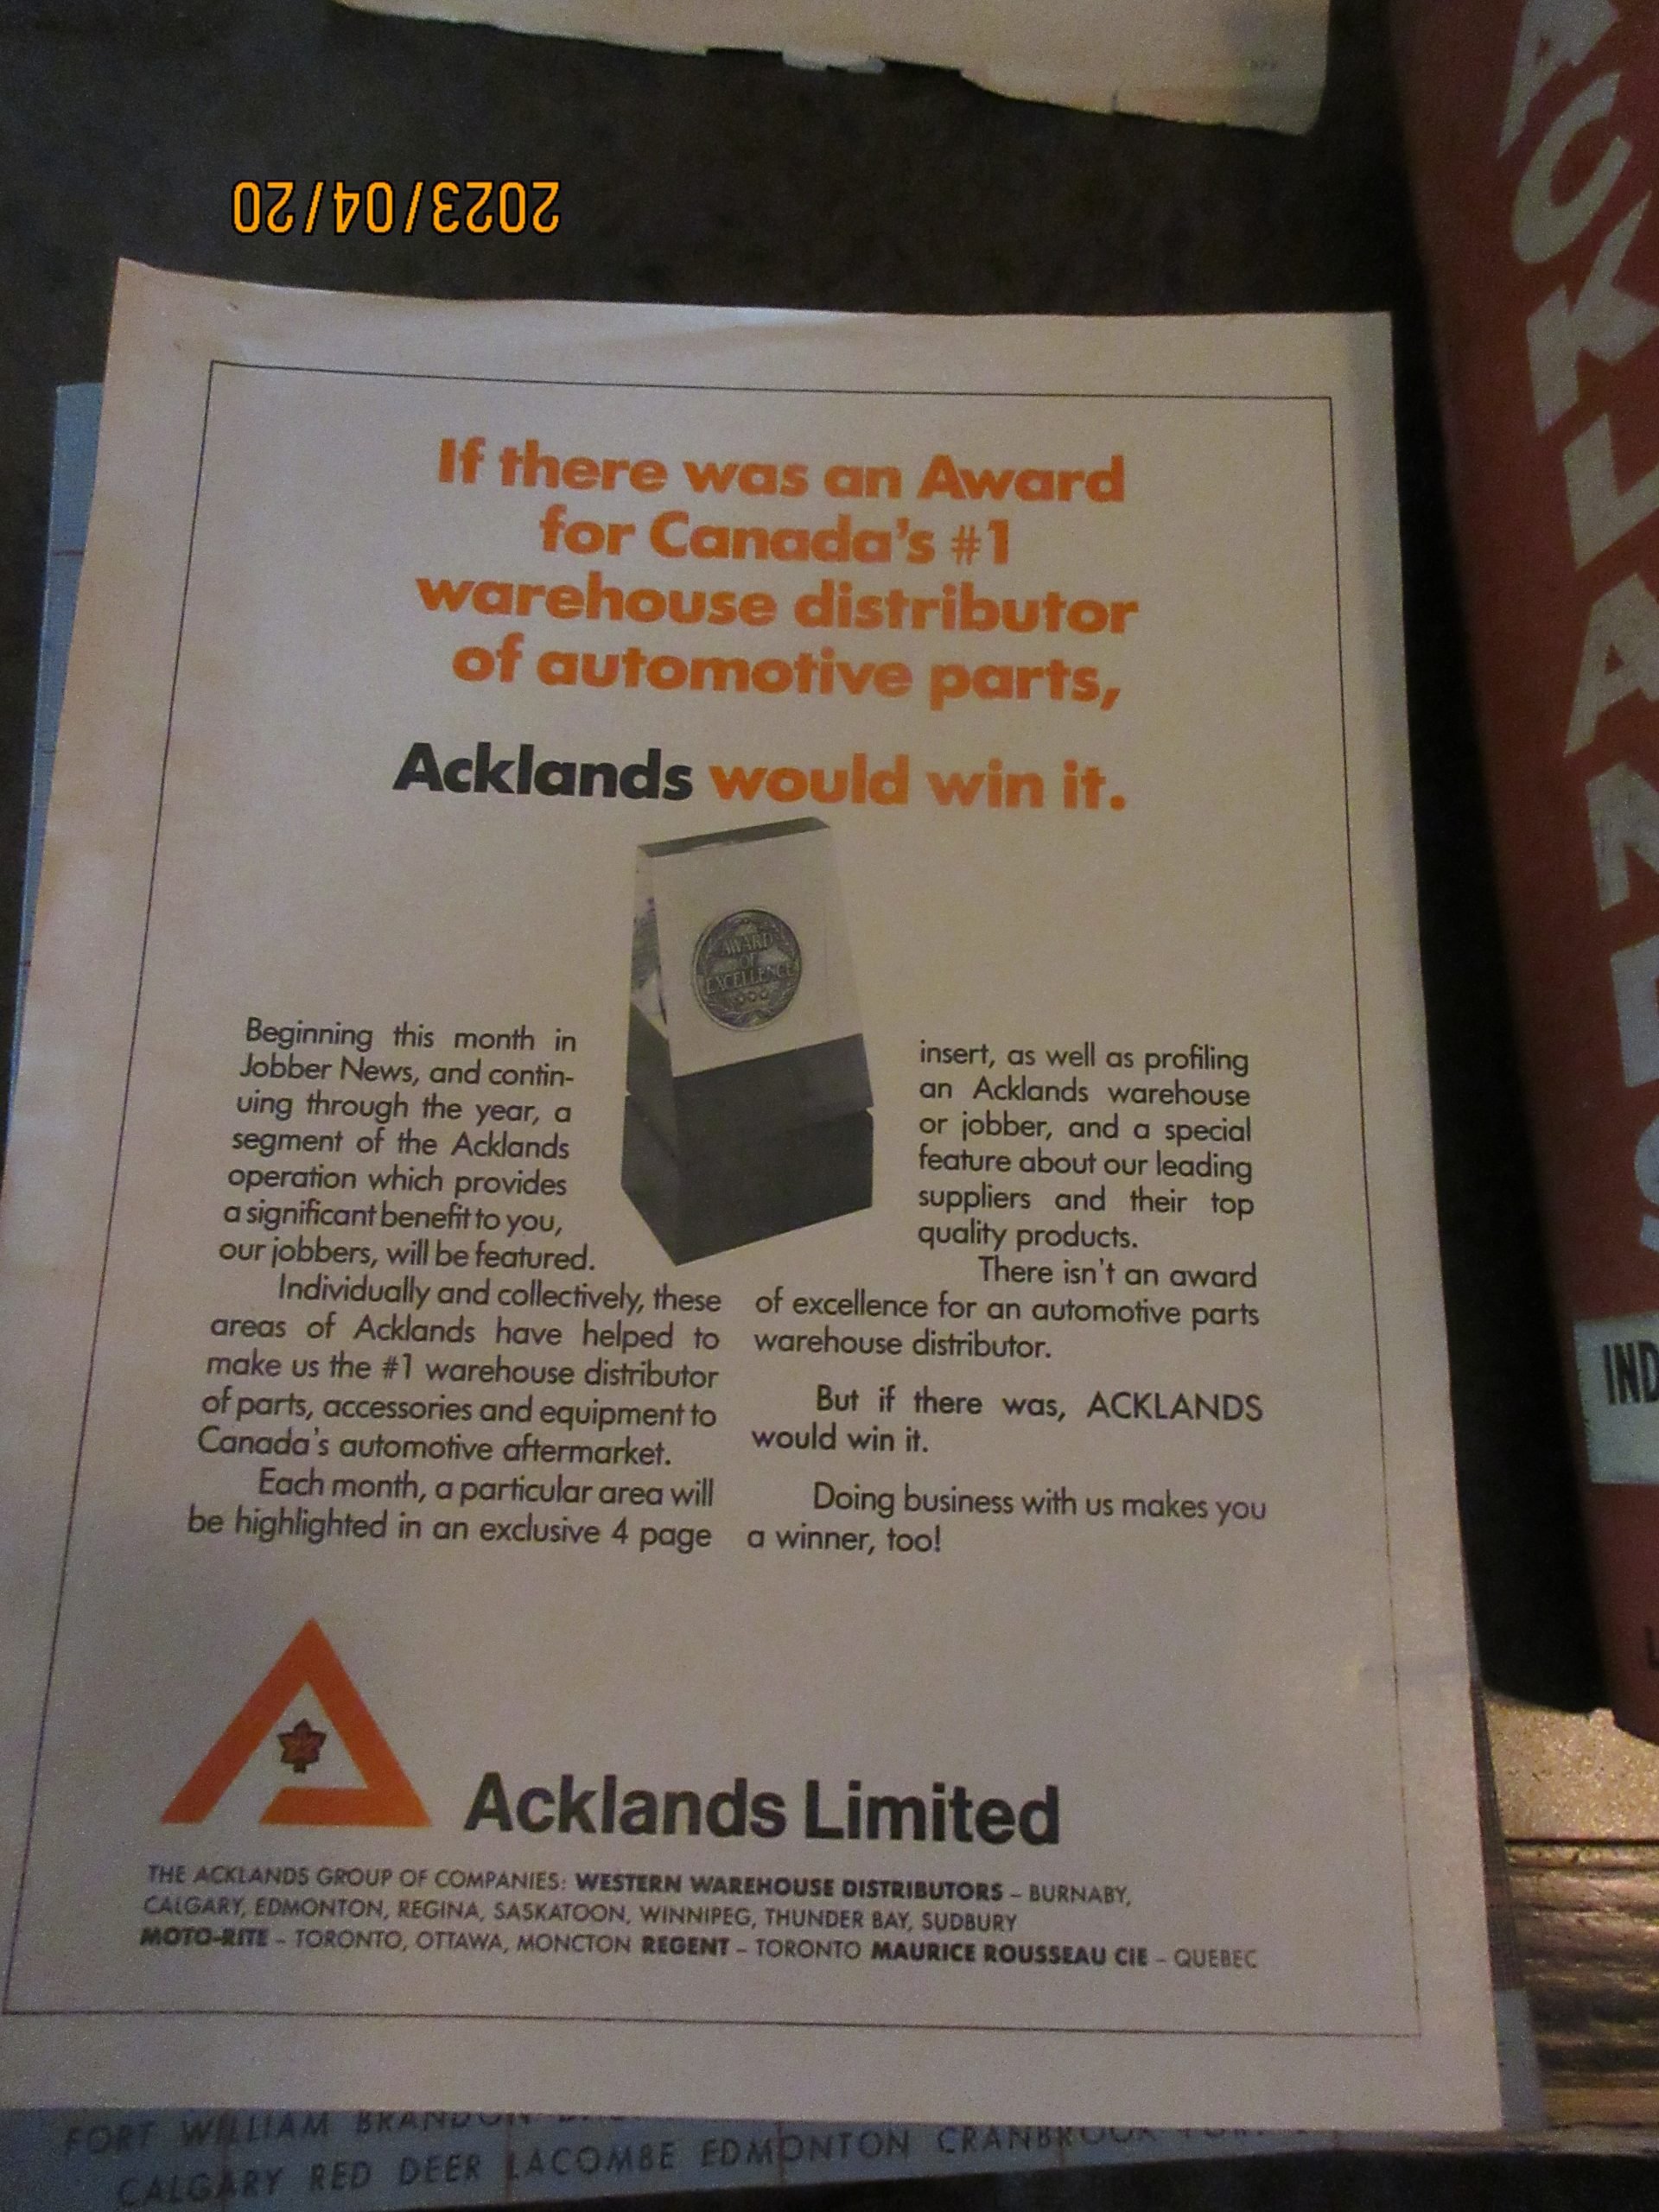 2023/04/20
If there was an Award
for Canada's #1
warehouse distributor
of automotive parts,
Acklands would win it.
AWARD
OF
EXCELLENCE
Beginning this month in
Jobber News, and contin-
uing through the year, a
segment of the Acklands
operation which provides
a significant benefit to you,
our jobbers, will be featured.
Individually and collectively, these
areas of Acklands have helped to
make us the #1 warehouse distributor
of parts, accessories and equipment to
Canada's automotive aftermarket.
Each month, a particular area will
be highlighted in an exclusive 4 page
insert, as well as profiling
an Acklands warehouse
or jobber, and a special
feature about our leading
suppliers and their top
quality products.
There isn't an award
of excellence for an automotive parts
warehouse distributor.
But if there was, ACKLANDS
would win it.
Doing business with us makes you
a winner, too!
Acklands Limited
THE ACKLANDS GROUP OF COMPANIES: WESTERN WAREHOUSE DISTRIBUTORS – BURNABY,
CALGARY, EDMONTON, REGINA, SASKATOON, WINNIPEG, THUNDER BAY, SUDBURY
MOTO-RITE – TORONTO, OTTAWA, MONCTON REGENT – TORONTO MAURICE ROUSSEAU CIE – QUEBEC
FORT WILLIAM BRANDON
CALGARY RED DEER LACOMBE EDMONTON CRANBROOK
ACKLANDS
IND